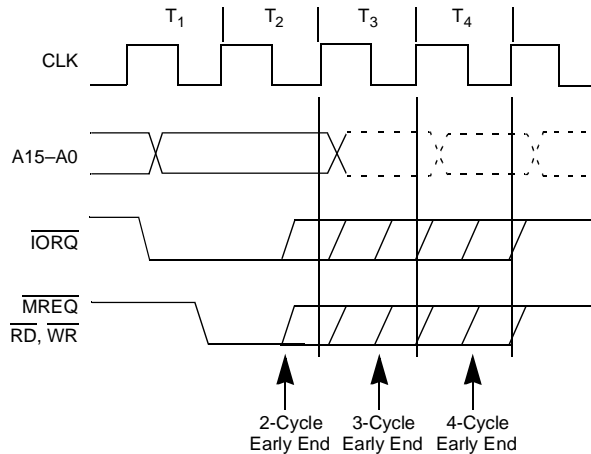 T1 T2 T3 T4
CLK
A15–A0
IORQ
MREQ
RD, WR
2-Cycle 3-Cycle 4-Cycle
Early End Early End Early End